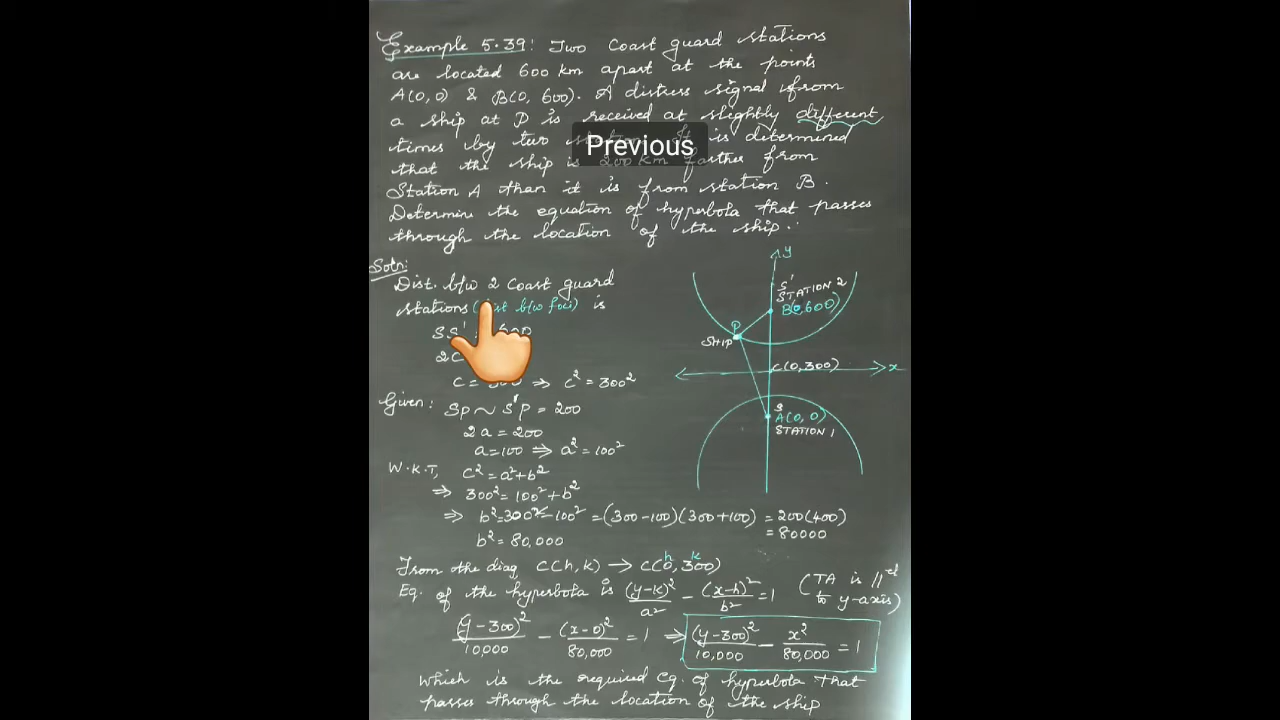 Example 5.39: Two Coast guard stations
are located 600 km apart at the points
A(0,0) & B(0, 600). A distress signal from
a ship at P is received at slightly different
times by two is determined
Previous
that the ship is 200 km farther from
Station A than it is from station B.
Determine the equation of hyperbola that passes
through the location of the ship.
Soln:
Dist. b/w 2 Coast guard
stations ( b/w foci) is
SS'
2C
C = ⇒ c² = 300²
Given: SP ~ S'P = 200
2a = 200
a=100 ⇒ a² = 100²
W.K.T, c² = a²+b²
⇒ 300² = 100² + b²
⇒ b² = 300² - 100² = (300-100)(300+100) = 200(400)
= 80000
b² = 80,000
y
S'
STATION 2
B(0,600)
P
SHIP
C(0,300)
x
S
A(0,0)
STATION 1
From the diag C(h,k) → C(0, 300)
h k
Eq. of the hyperbola is (y-k)²/a² - (x-h)²/b² = 1 (TA is ||el to y-axis)
(y-300)²/10,000 - (x-0)²/80,000 = 1 ⇒ (y-300)²/10,000 - x²/80,000 = 1
which is the required Eq. of hyperbola that
passes through the location of the ship